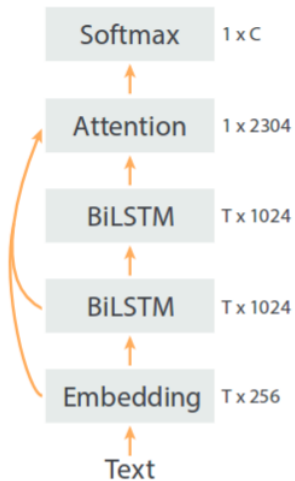 Softmax 1 x C
Attention 1 x 2304
BiLSTM T x 1024
BiLSTM T x 1024
Embedding T x 256
Text